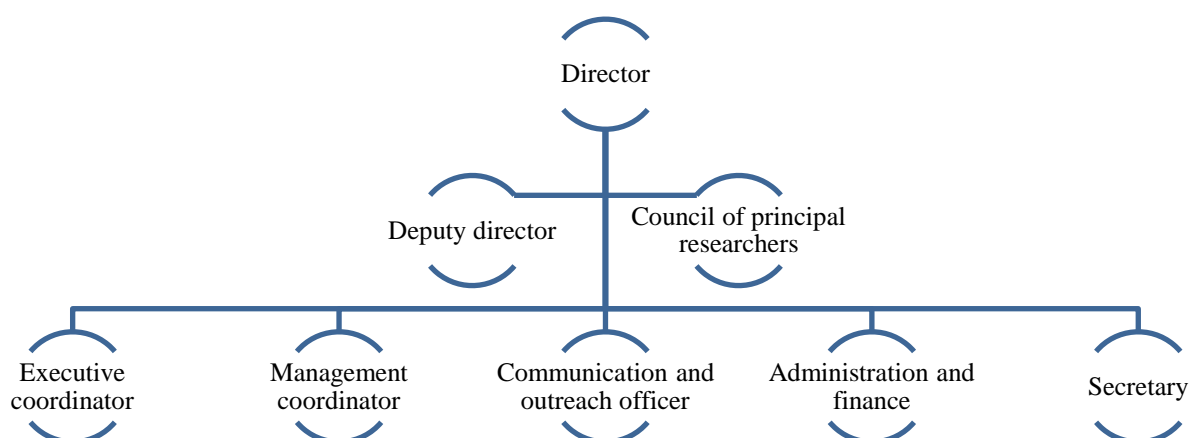 Director
Deputy director
Council of principal
researchers
Executive
coordinator
Management
coordinator
Communication and
outreach officer
Administration and
finance
Secretary